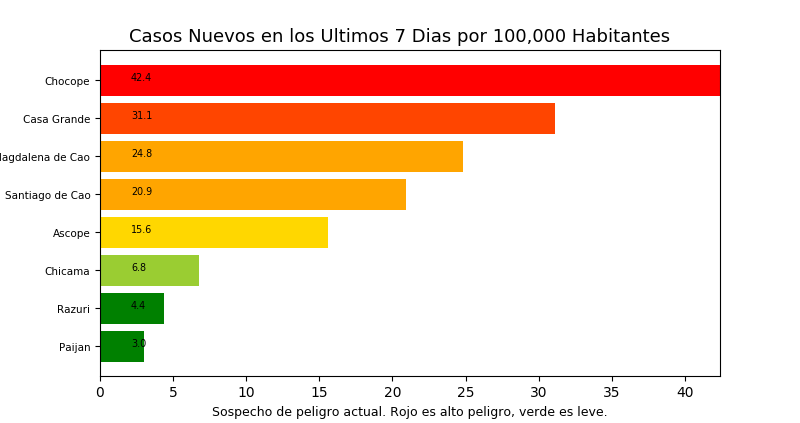 Casos Nuevos en los Ultimos 7 Dias por 100,000 Habitantes
Chocope 42.4
Casa Grande 31.1
agdalena de Cao 24.8
Santiago de Cao 20.9
Ascope 15.6
Chicama 6.8
Razuri 4.4
Paijan 3.0
0 5 10 15 20 25 30 35 40
Sospecho de peligro actual. Rojo es alto peligro, verde es leve.